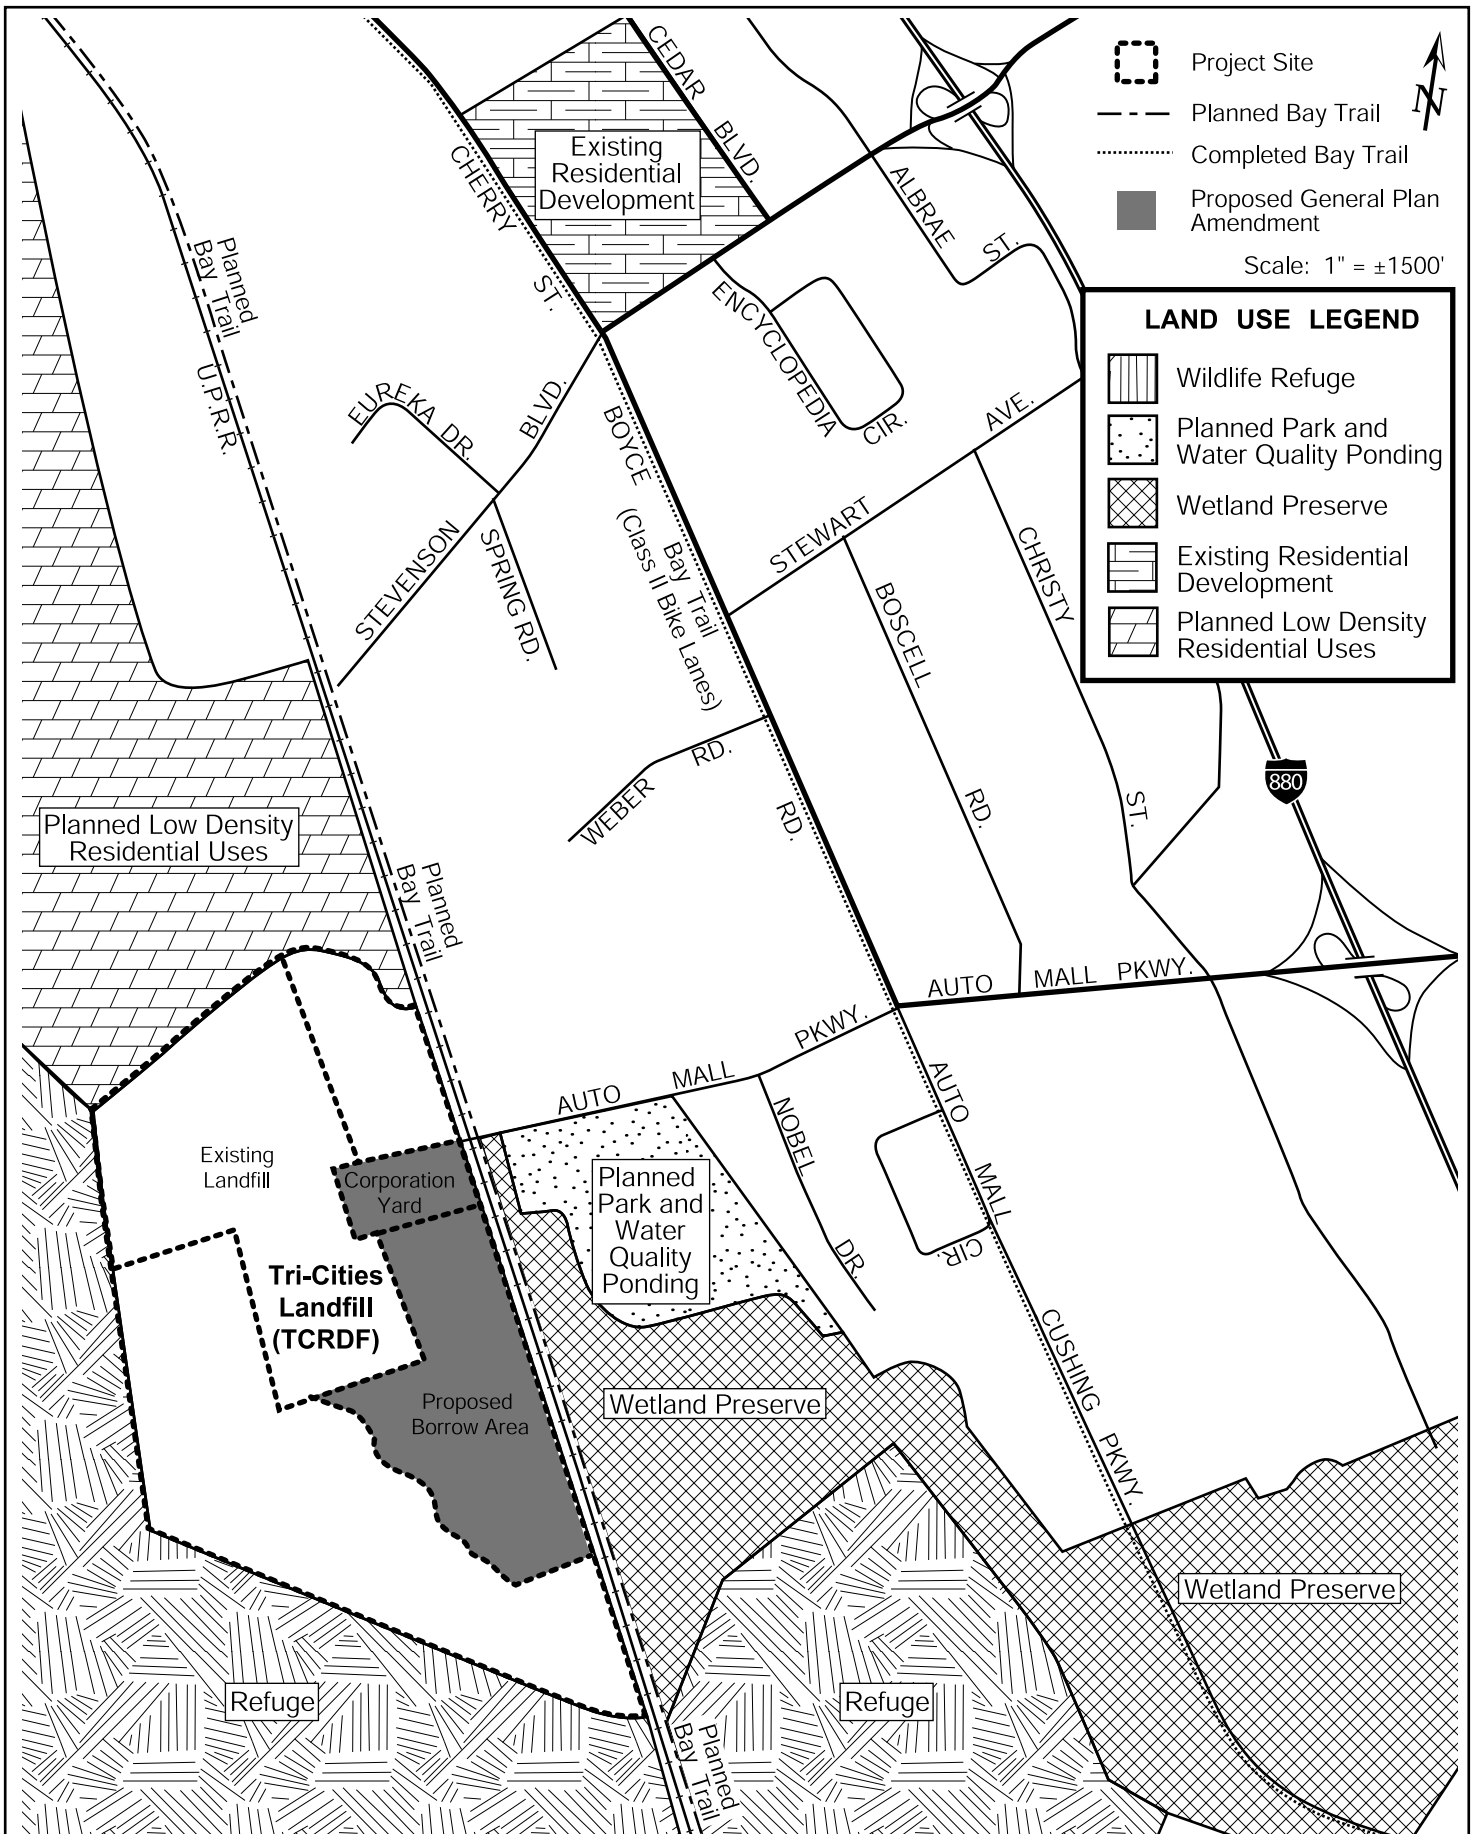 Project Site
Planned Bay Trail
Completed Bay Trail
Proposed General Plan
Amendment
N
Scale: 1" = ±1500'
LAND USE LEGEND
Wildlife Refuge
Planned Park and
Water Quality Ponding
Wetland Preserve
Existing Residential
Development
Planned Low Density
Residential Uses
CEDAR BLVD.
Existing
Residential
Development
CHERRY ST.
ALBRAE ST.
Planned
Bay Trail
U.P.R.R.
ENCYCLOPEDIA CIR.
EUREKA DR.
STEVENSON BLVD.
SPRING RD.
BOYCE RD.
Bay Trail
(Class II Bike Lanes)
STEWART AVE.
CHRISTY ST.
BOSCELL RD.
WEBER RD.
880
Planned Low Density
Residential Uses
Planned
Bay Trail
AUTO MALL PKWY.
AUTO MALL PKWY.
NOBEL DR.
AUTO MALL CIR.
CUSHING PKWY.
Existing
Landfill
Corporation
Yard
Planned
Park and
Water
Quality
Ponding
Tri-Cities
Landfill
(TCRDF)
Proposed
Borrow Area
Wetland Preserve
Wetland Preserve
Refuge
Refuge
Planned
Bay Trail